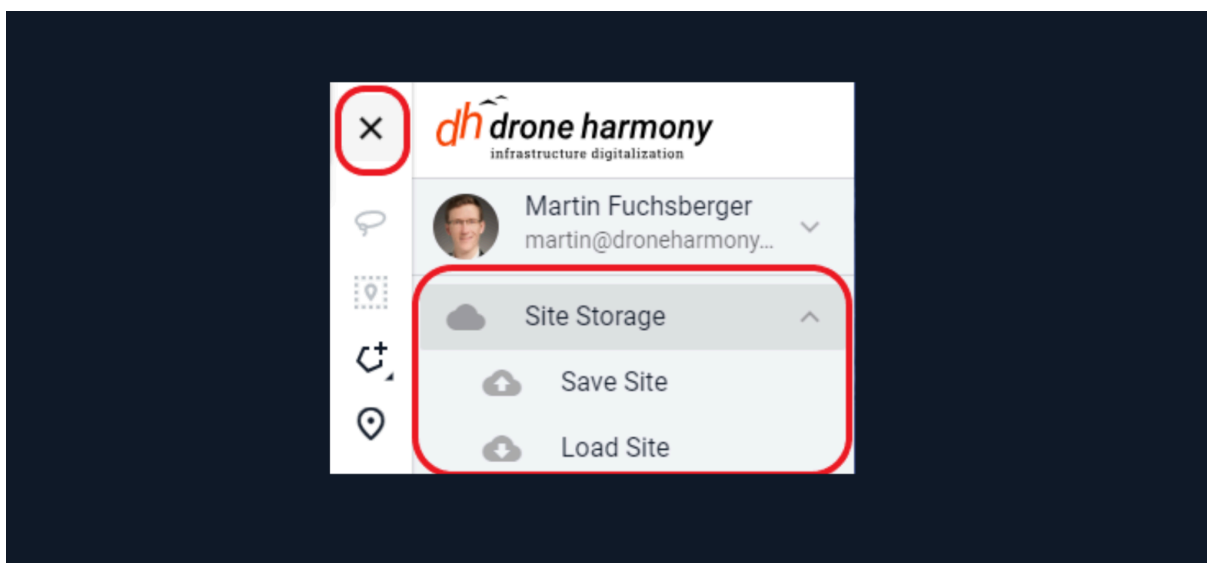 dh drone harmony
infrastructure digitalization
Martin Fuchsberger
martin@droneharmony...
Site Storage
Save Site
Load Site